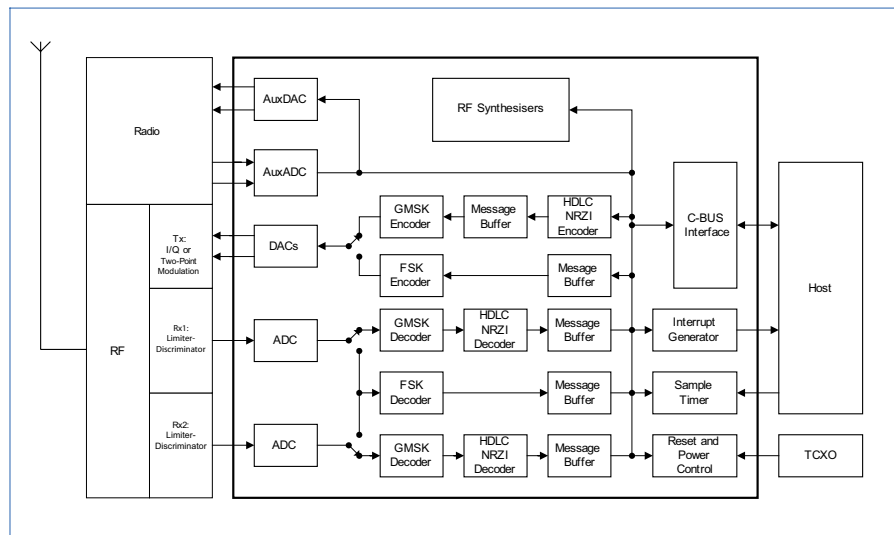 Radio
AuxDAC
RF Synthesisers
AuxADC
C-BUS
Interface
Host
Tx:
I/Q or
Two-Point
Modulation
DACs
GMSK
Encoder
Message
Buffer
HDLC
NRZI
Encoder
FSK
Encoder
Message
Buffer
RF
Rx1:
Limiter-
Discriminator
ADC
GMSK
Decoder
HDLC
NRZI
Decoder
Message
Buffer
Interrupt
Generator
FSK
Decoder
Message
Buffer
Sample
Timer
Rx2:
Limiter-
Discriminator
ADC
GMSK
Decoder
HDLC
NRZI
Decoder
Message
Buffer
Reset and
Power
Control
TCXO